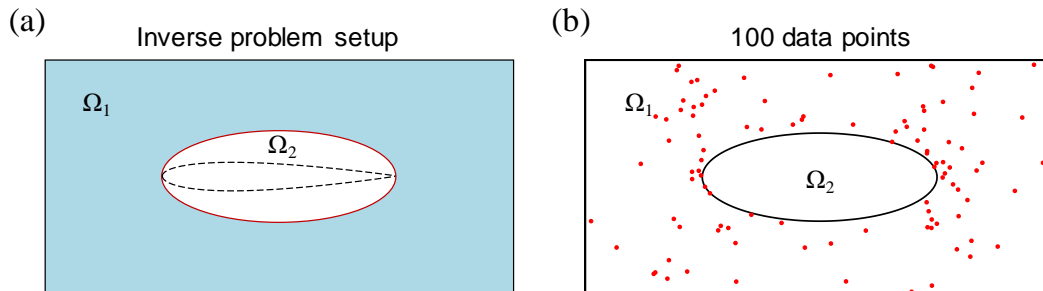 (a)
Inverse problem setup
Ω1
Ω2
(b)
100 data points
Ω1
Ω2